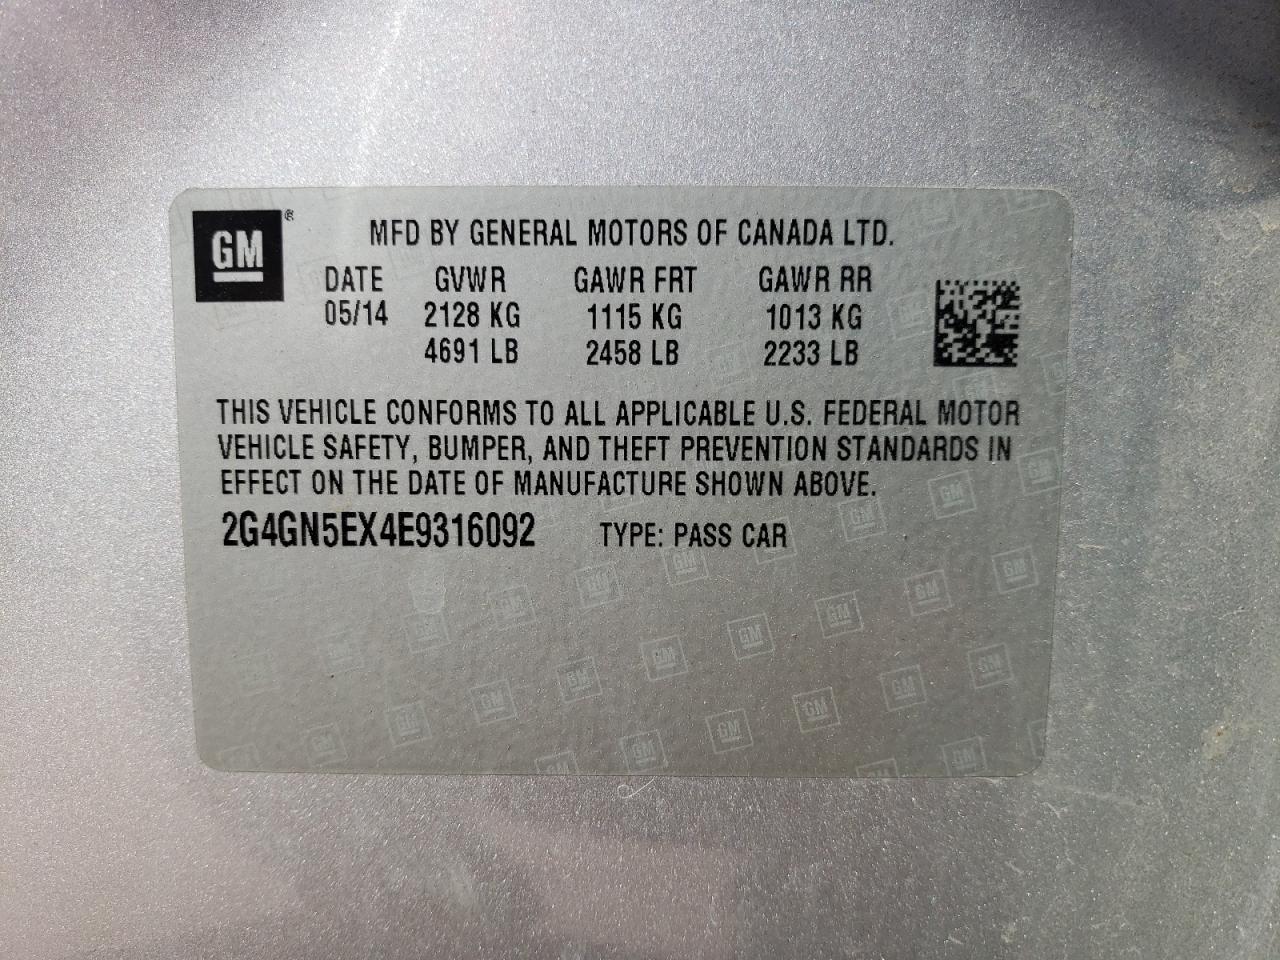 GM ®
MFD BY GENERAL MOTORS OF CANADA LTD.
DATE GVWR GAWR FRT GAWR RR
05/14 2128 KG 1115 KG 1013 KG
4691 LB 2458 LB 2233 LB
THIS VEHICLE CONFORMS TO ALL APPLICABLE U.S. FEDERAL MOTOR
VEHICLE SAFETY, BUMPER, AND THEFT PREVENTION STANDARDS IN
EFFECT ON THE DATE OF MANUFACTURE SHOWN ABOVE.
2G4GN5EX4E9316092 TYPE: PASS CAR